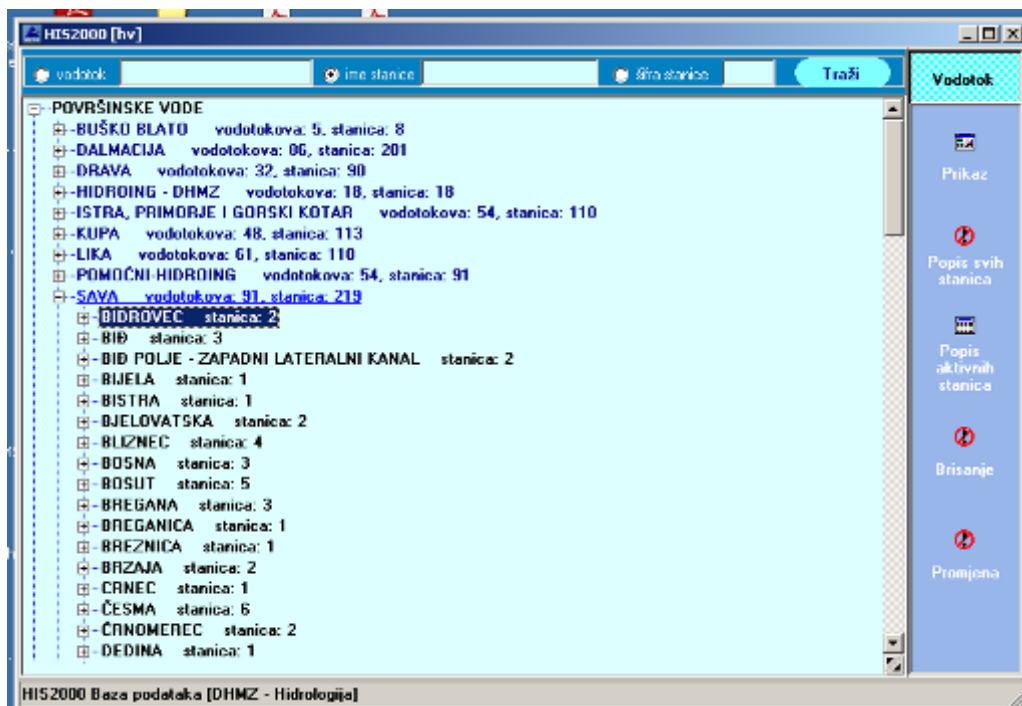 HIS2000 [hv]
vodotok ime stanice šifra stanice Traži
Vodotok
POVRŠINSKE VODE
BUŠKO BLATO vodotokova: 5, stanica: 8
DALMACIJA vodotokova: 86, stanica: 201
DRAVA vodotokova: 32, stanica: 90
HIDROING - DHMZ vodotokova: 18, stanica: 18
ISTRA, PRIMORJE I GORSKI KOTAR vodotokova: 54, stanica: 110
KUPA vodotokova: 48, stanica: 113
LIKA vodotokova: 61, stanica: 110
POMOĆNI-HIDROING vodotokova: 54, stanica: 91
SAVA vodotokova: 91, stanica: 219
BIDROVEC stanica: 2
BIĐ stanica: 3
BIĐ POLJE - ZAPADNI LATERALNI KANAL stanica: 2
BIJELA stanica: 1
BISTRA stanica: 1
BJELOVATSKA stanica: 2
BLIZNEC stanica: 4
BOSNA stanica: 3
BOSUT stanica: 5
BREGANA stanica: 3
BREGANICA stanica: 1
BREZNICA stanica: 1
BRZAJA stanica: 2
CRNEC stanica: 1
ČESMA stanica: 6
ČRNOMEREC stanica: 2
DEDINA stanica: 1
Prikaz
Popis svih
stanica
Popis
aktivnih
stanica
Brisanje
Promjena
HIS2000 Baza podataka [DHMZ - Hidrologija]